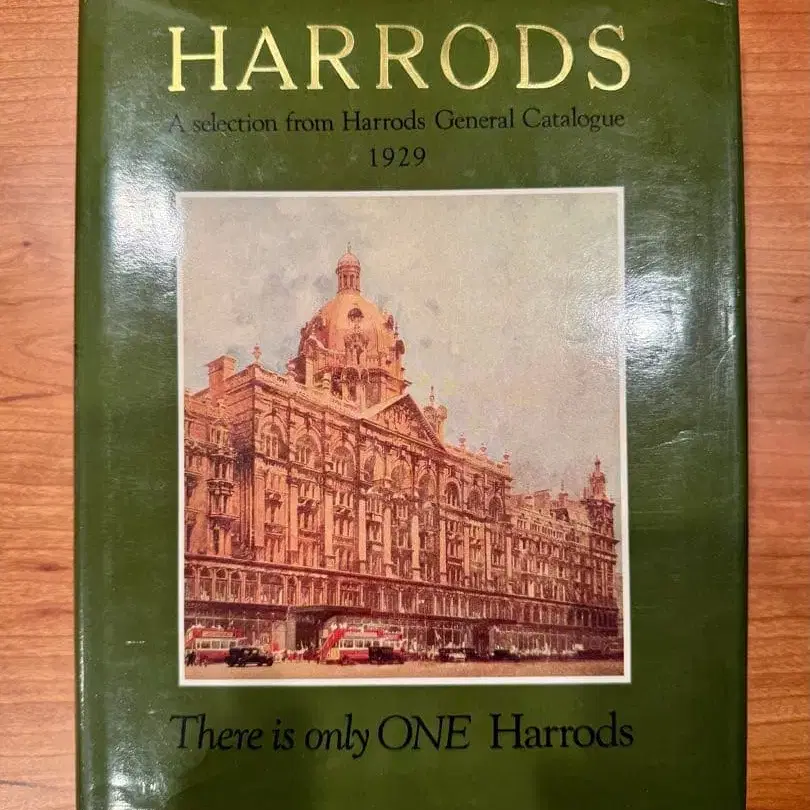 HARRODS
A selection from Harrods General Catalogue
1929
There is only ONE Harrods